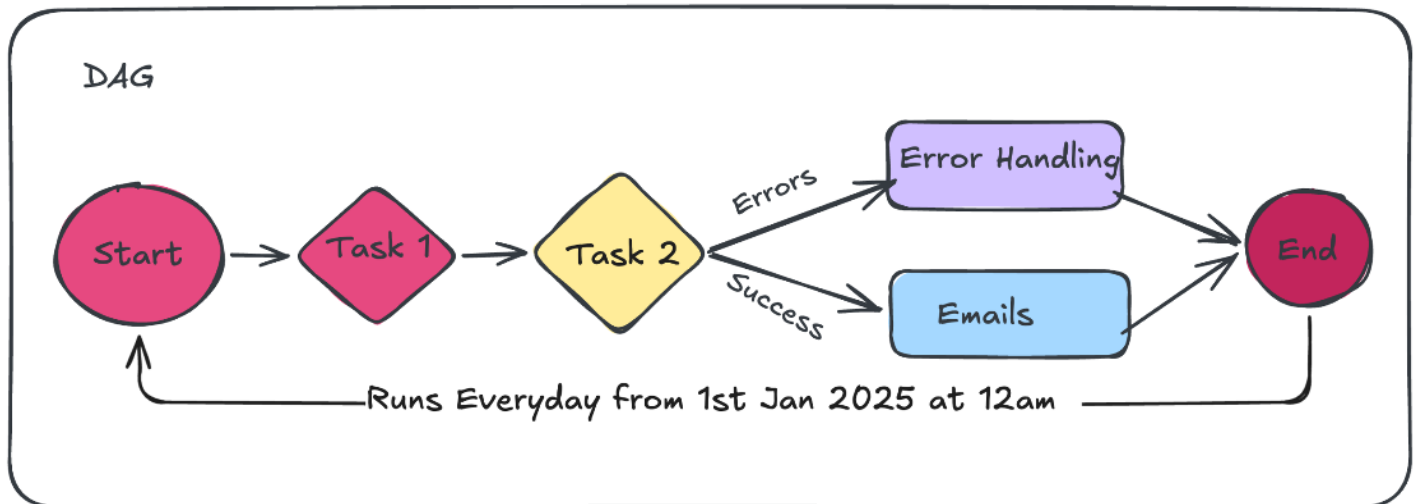 DAG
Start
Task 1
Task 2
Errors
Success
Error Handling
Emails
End
Runs Everyday from 1st Jan 2025 at 12am